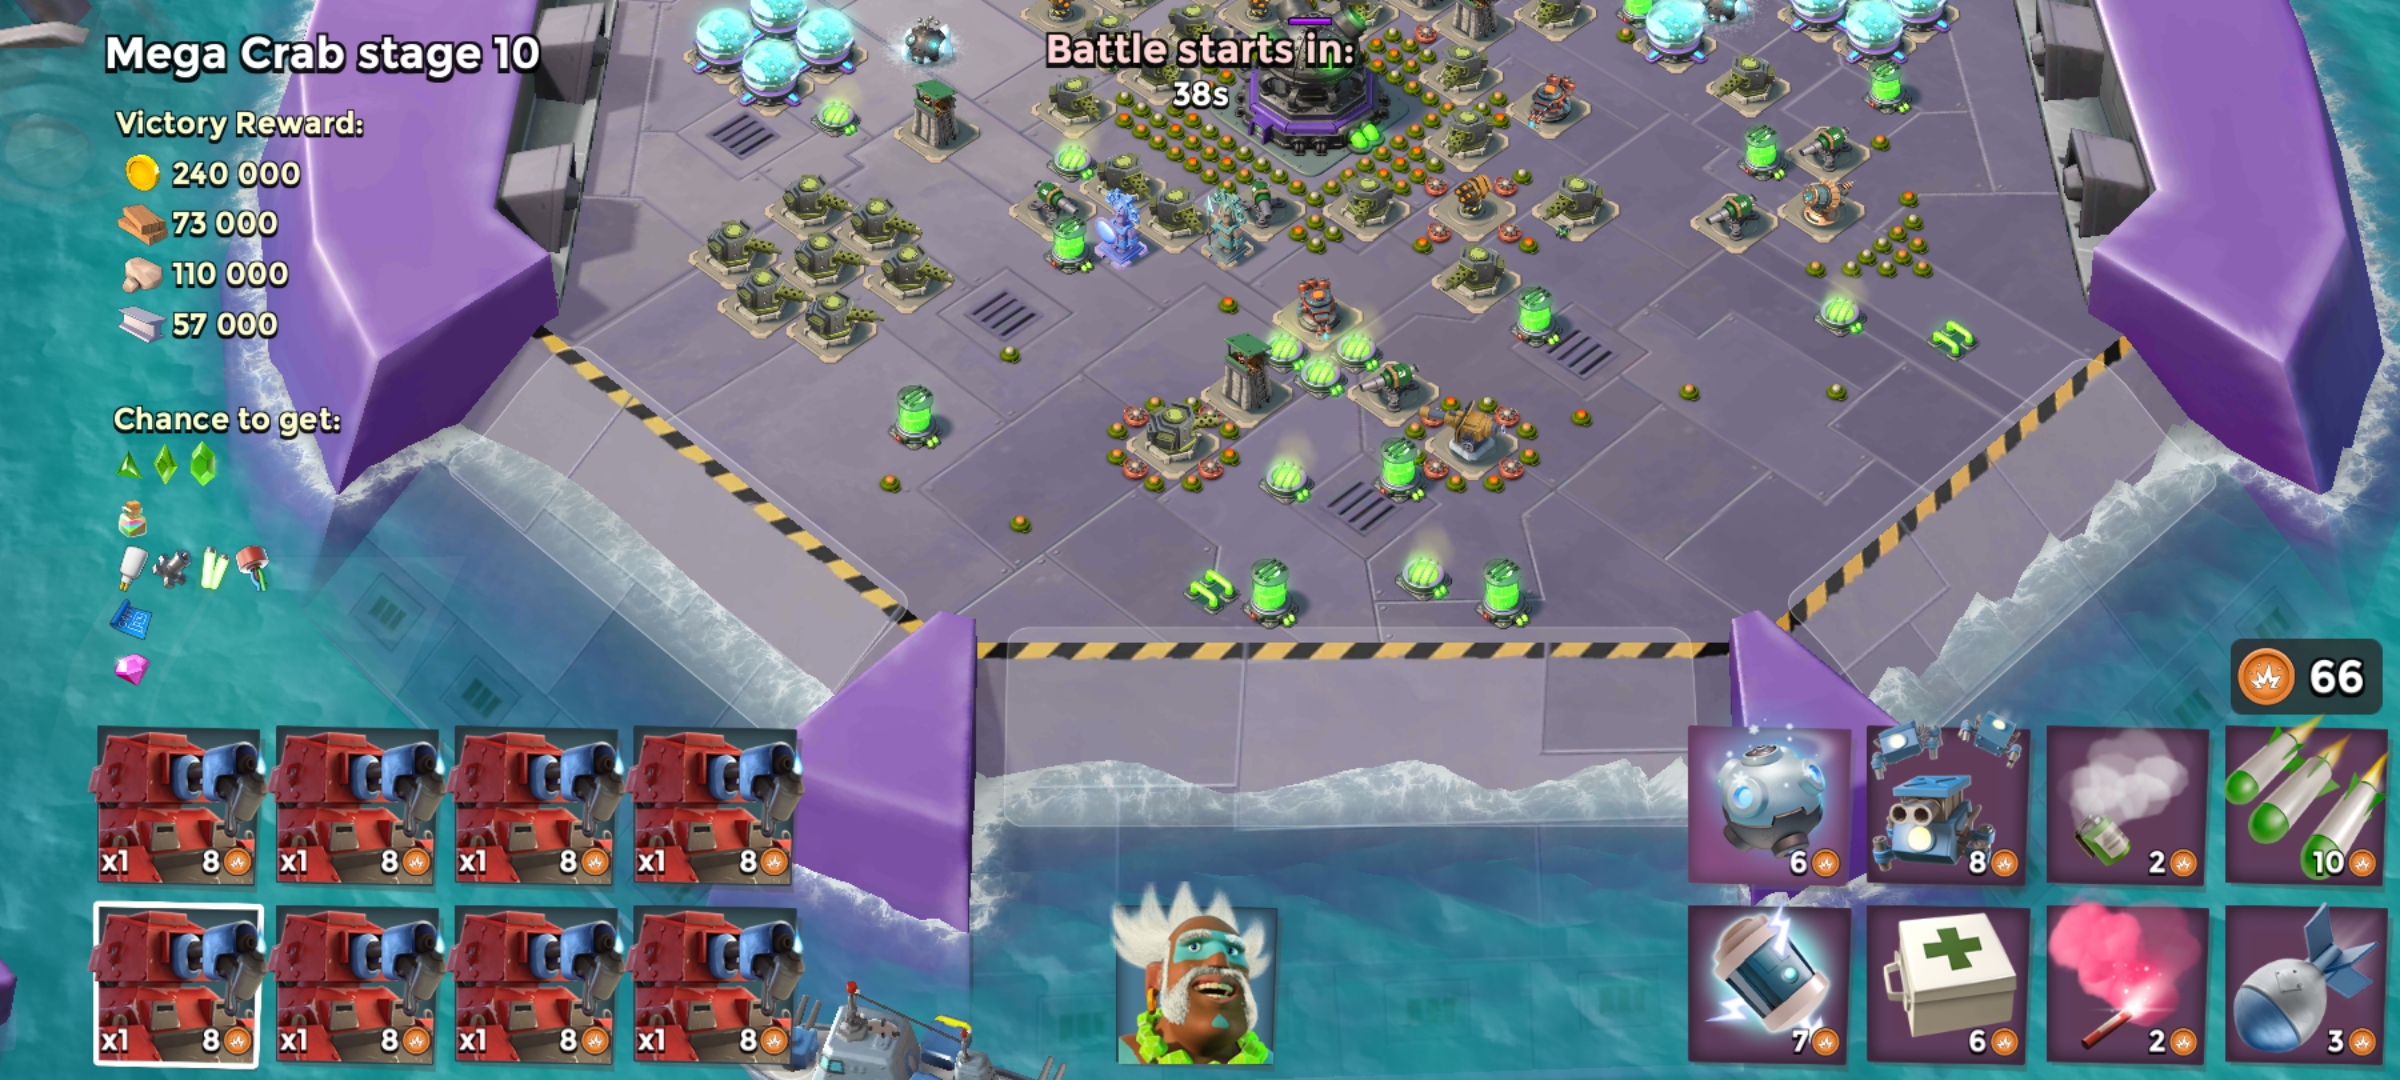 Mega Crab stage 10
Battle starts in:
38s
Victory Reward:
240 000
73 000
110 000
57 000
Chance to get:
66
x1 8
x1 8
x1 8
x1 8
6
8
2
10
x1 8
x1 8
x1 8
x1 8
7
6
2
3